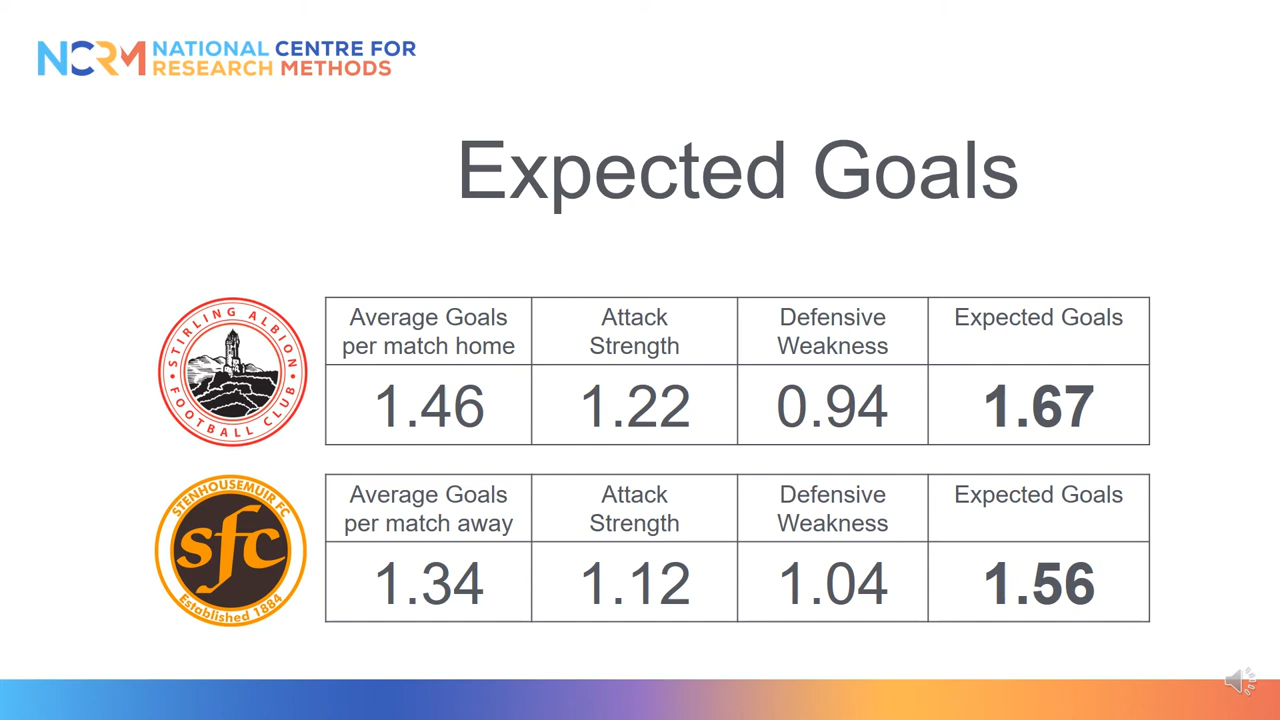 NCRM NATIONAL CENTRE FOR
RESEARCH METHODS
Expected Goals
STIRLING ALBION
FOOTBALL CLUB
Average Goals
per match home
Attack
Strength
Defensive
Weakness
Expected Goals
1.46
1.22
0.94
1.67
STENHOUSEMUIR FC
sfc
Established 1884
Average Goals
per match away
Attack
Strength
Defensive
Weakness
Expected Goals
1.34
1.12
1.04
1.56